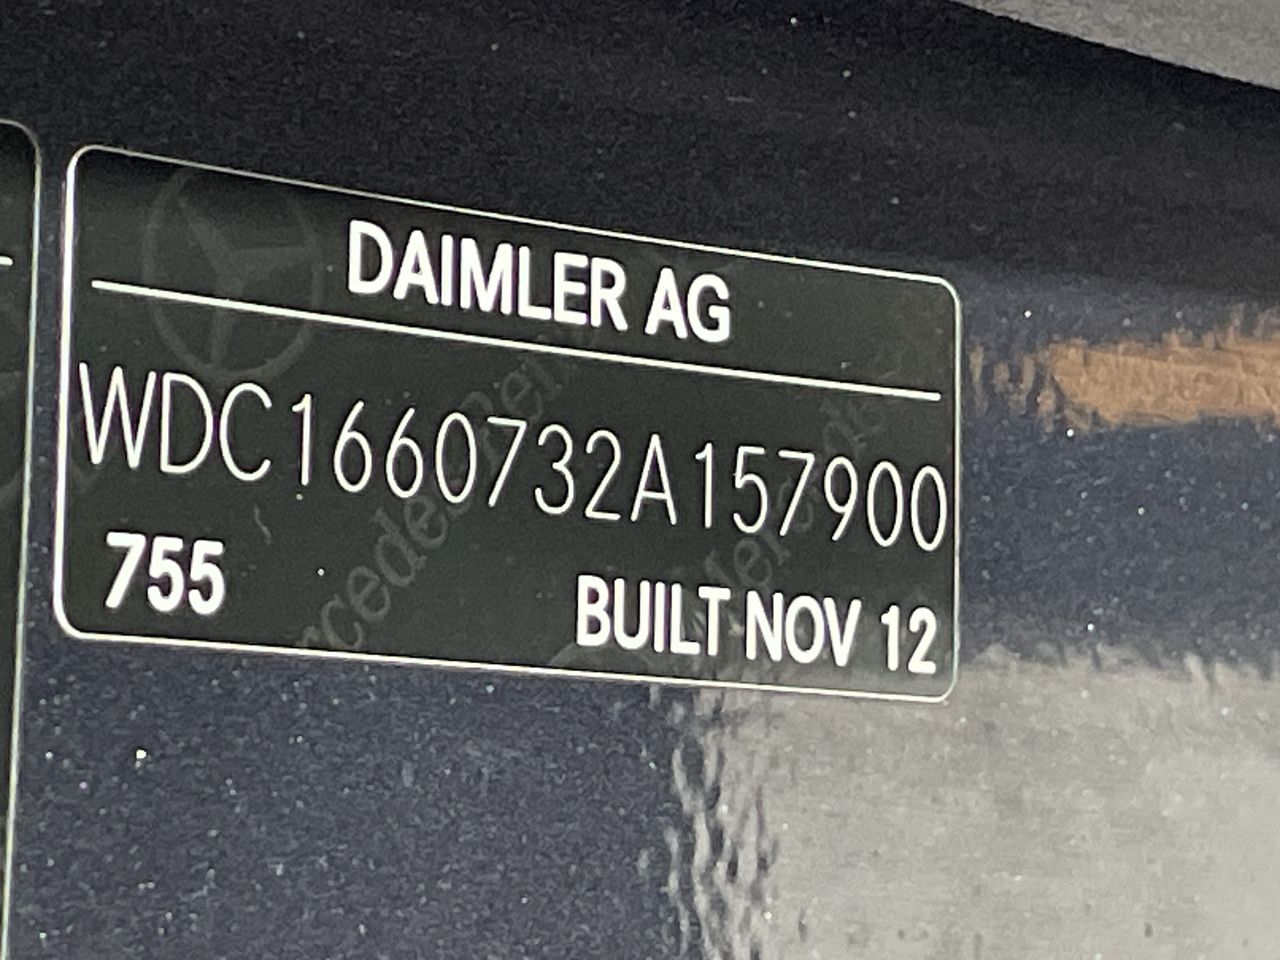 DAIMLER AG
WDC1660732A157900
755
BUILT NOV 12